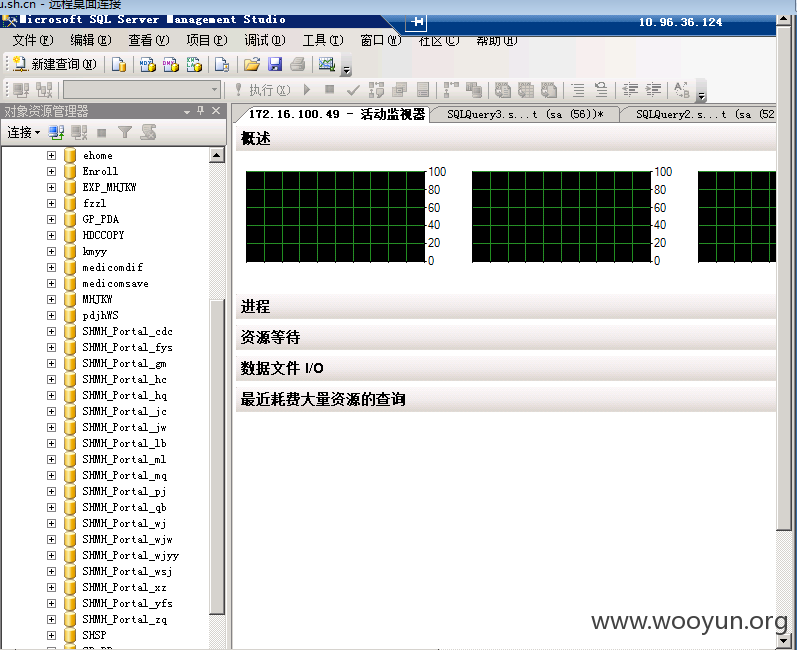 u.sh.cn - 远程桌面连接
Microsoft SQL Server Management Studio
10.96.36.124
文件(F) 编辑(E) 查看(V) 项目(P) 调试(D) 工具(T) 窗口(W) 社区(C) 帮助(H)
新建查询(N)
执行(X)
对象资源管理器
连接
172.16.100.49 - 活动监视器
SQLQuery3.s...t (sa (56))*
SQLQuery2.s...t (sa (52
ehome
Enroll
EXP_MHJKW
fzzl
GP_PDA
HDCCOPY
kmyy
medicomdif
medicomsave
MHJKW
pdjhWS
SHMH_Portal_cdc
SHMH_Portal_fys
SHMH_Portal_gm
SHMH_Portal_hc
SHMH_Portal_hq
SHMH_Portal_jc
SHMH_Portal_jw
SHMH_Portal_lb
SHMH_Portal_ml
SHMH_Portal_mq
SHMH_Portal_pj
SHMH_Portal_qb
SHMH_Portal_wj
SHMH_Portal_wjw
SHMH_Portal_wjyy
SHMH_Portal_wsj
SHMH_Portal_xz
SHMH_Portal_yfs
SHMH_Portal_zq
SHSP
概述
100
80
60
40
20
0
100
80
60
40
20
0
进程
资源等待
数据文件 I/O
最近耗费大量资源的查询
www.wooyun.org